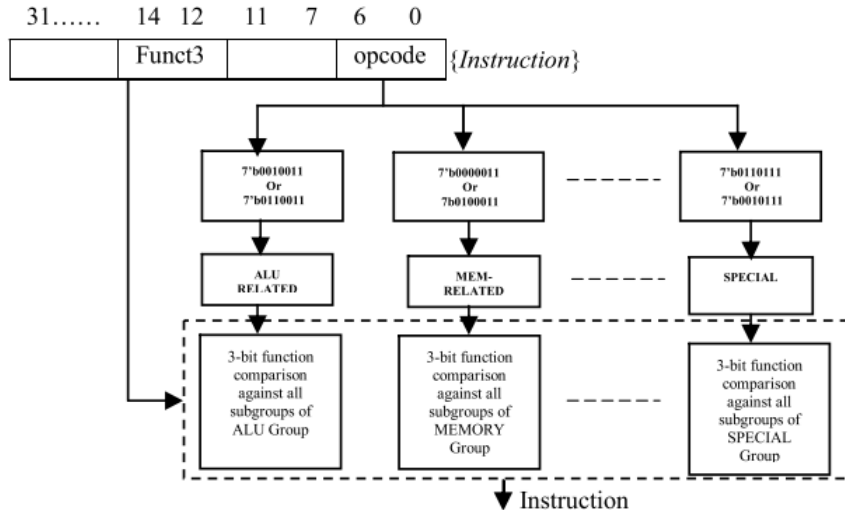 31...... 14 12 11 7 6 0
Funct3 opcode {Instruction}
7'b0010011
Or
7'b0110011
7'b0000011
Or
7b0100011
7'b0110111
Or
7'b0010111
ALU
RELATED
MEM-
RELATED
SPECIAL
3-bit function
comparison
against all
subgroups of
ALU Group
3-bit function
comparison
against all
subgroups of
MEMORY
Group
3-bit function
comparison
against all
subgroups of
SPECIAL
Group
Instruction